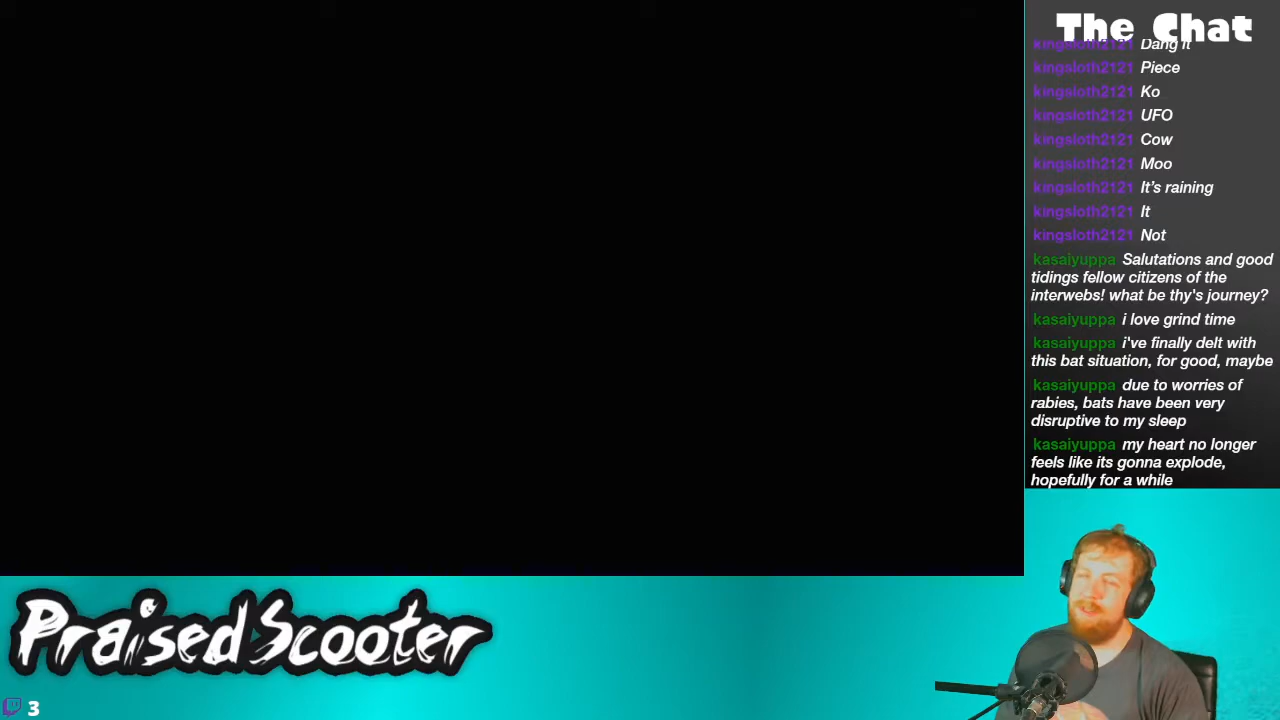 The Chat
kingsloth2121 Dang it
kingsloth2121 Piece
kingsloth2121 Ko
kingsloth2121 UFO
kingsloth2121 Cow
kingsloth2121 Moo
kingsloth2121 It's raining
kingsloth2121 It
kingsloth2121 Not
kasaiyuppa Salutations and good
tidings fellow citizens of the
interwebs! what be thy's journey?
kasaiyuppa i love grind time
kasaiyuppa i've finally delt with
this bat situation, for good, maybe
kasaiyuppa due to worries of
rabies, bats have been very
disruptive to my sleep
kasaiyuppa my heart no longer
feels like its gonna explode,
hopefully for a while
PraisedScooter
3